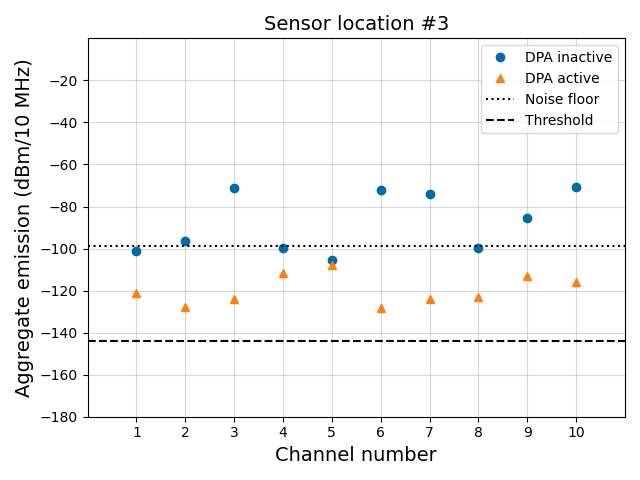 Sensor location #3
DPA inactive
DPA active
Noise floor
Threshold
Aggregate emission (dBm/10 MHz)
−20
−40
−60
−80
−100
−120
−140
−160
−180
1 2 3 4 5 6 7 8 9 10
Channel number